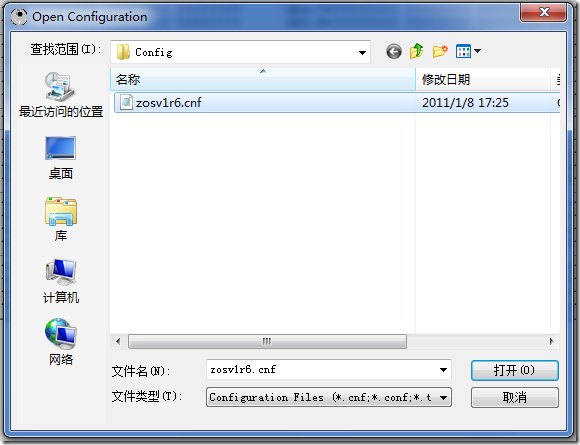 Open Configuration
查找范围(I):
Config
名称
修改日期
zosv1r6.cnf
2011/1/8 17:25
最近访问的位置
桌面
库
计算机
网络
文件名(N):
zosv1r6.cnf
打开(O)
文件类型(T):
Configuration Files (*.cnf;*.conf;*.t
取消